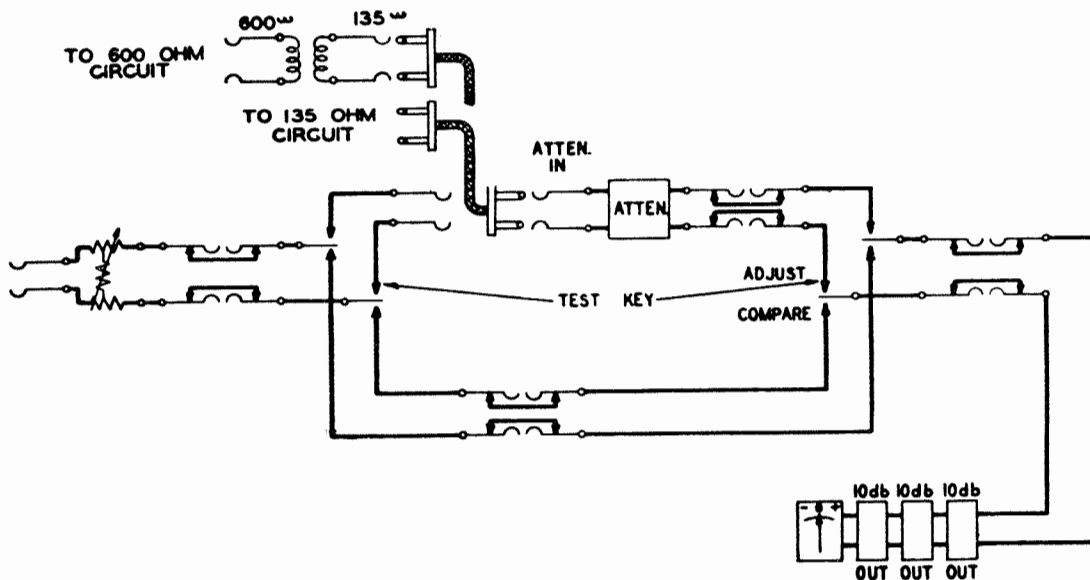 600ω 135ω
TO 600 OHM
CIRCUIT
TO 135 OHM
CIRCUIT
ATTEN.
IN
ATTEN.
ADJUST
TEST KEY
COMPARE
- +
10db 10db 10db
OUT OUT OUT